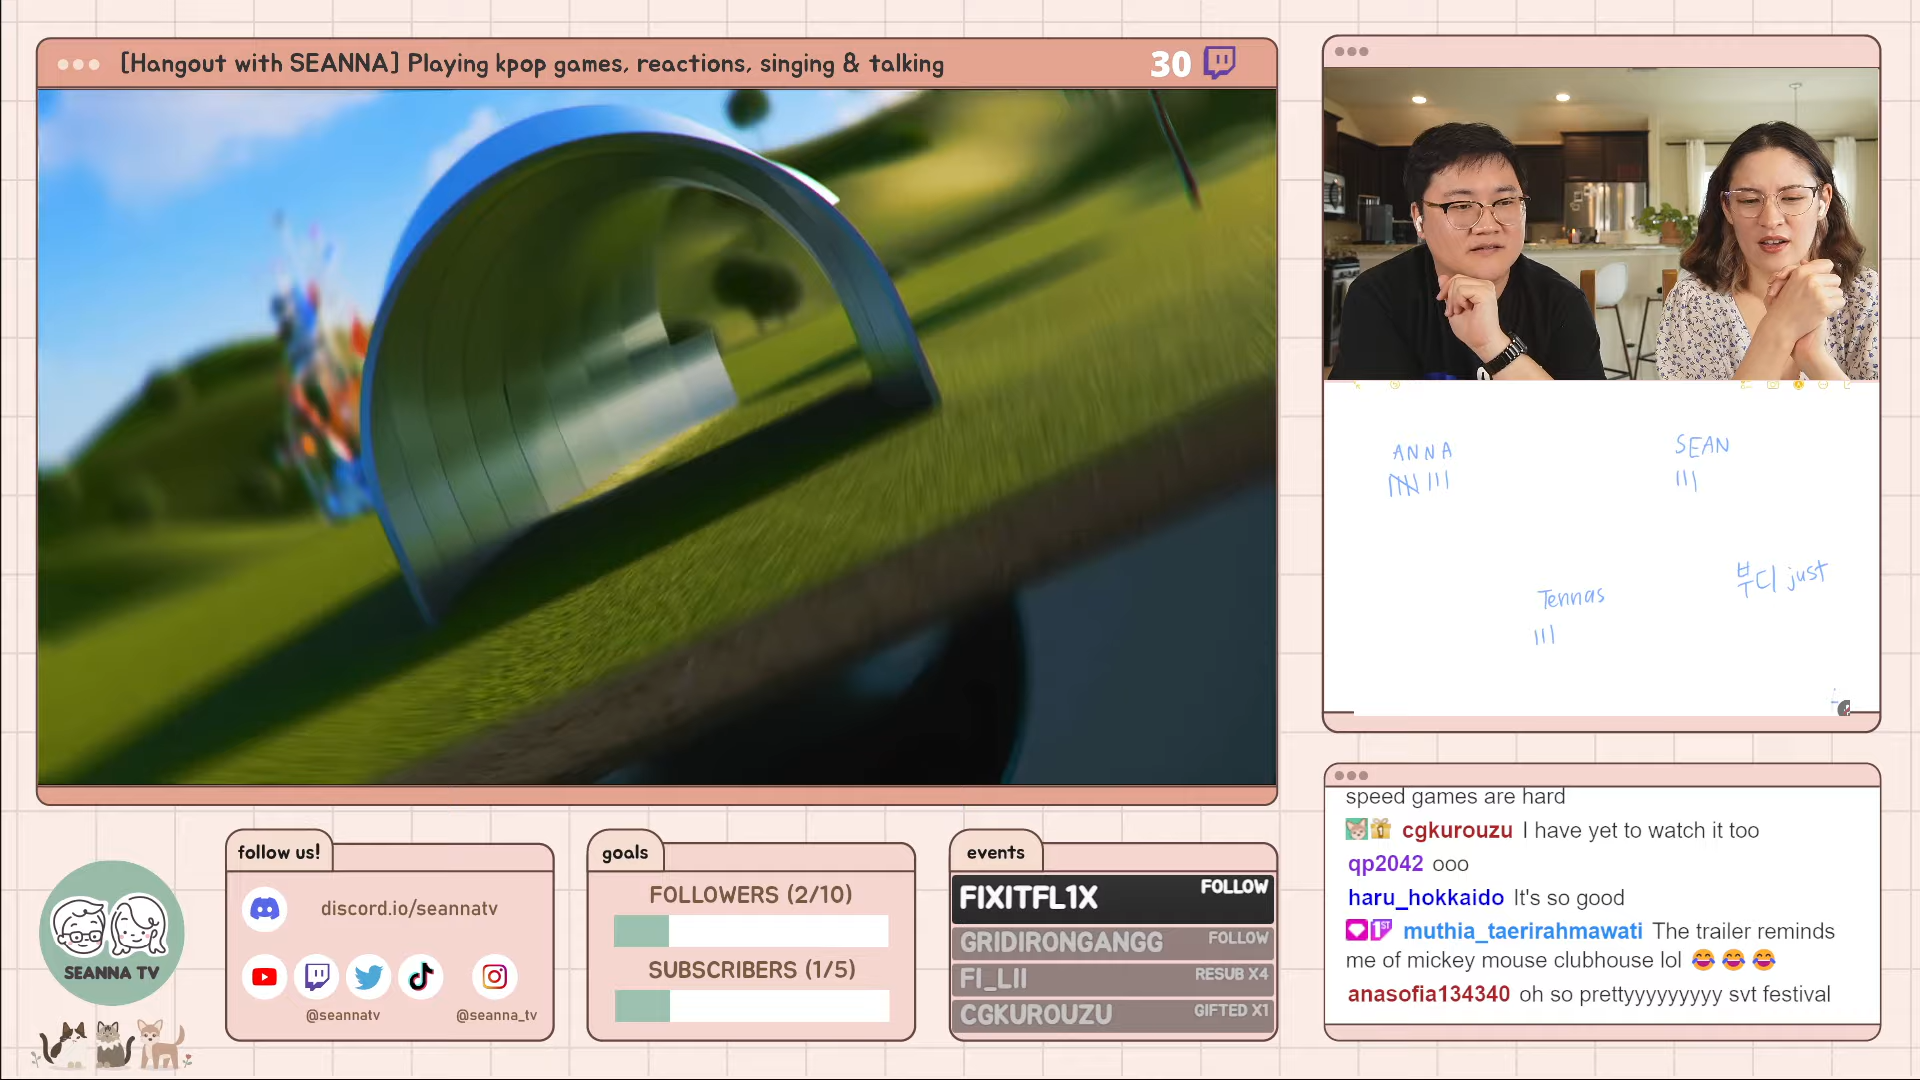 [Hangout with SEANNA] Playing kpop games, reactions, singing & talking
30
ANNA
SEAN
Tennas
부디 just
speed games are hard
cgkurouzu I have yet to watch it too
qp2042 ooo
haru_hokkaido It's so good
1ST muthia_taerirahmawati The trailer reminds
me of mickey mouse clubhouse lol 😂 😂 😂
anasofia134340 oh so prettyyyyyyyyy svt festival
SEANNA TV
follow us!
discord.io/seannatv
@seannatv
@seanna_tv
goals
FOLLOWERS (2/10)
SUBSCRIBERS (1/5)
events
FIXITFL1X FOLLOW
GRIDIRONGANGG FOLLOW
FI_LII RESUB X4
CGKUROUZU GIFTED X1